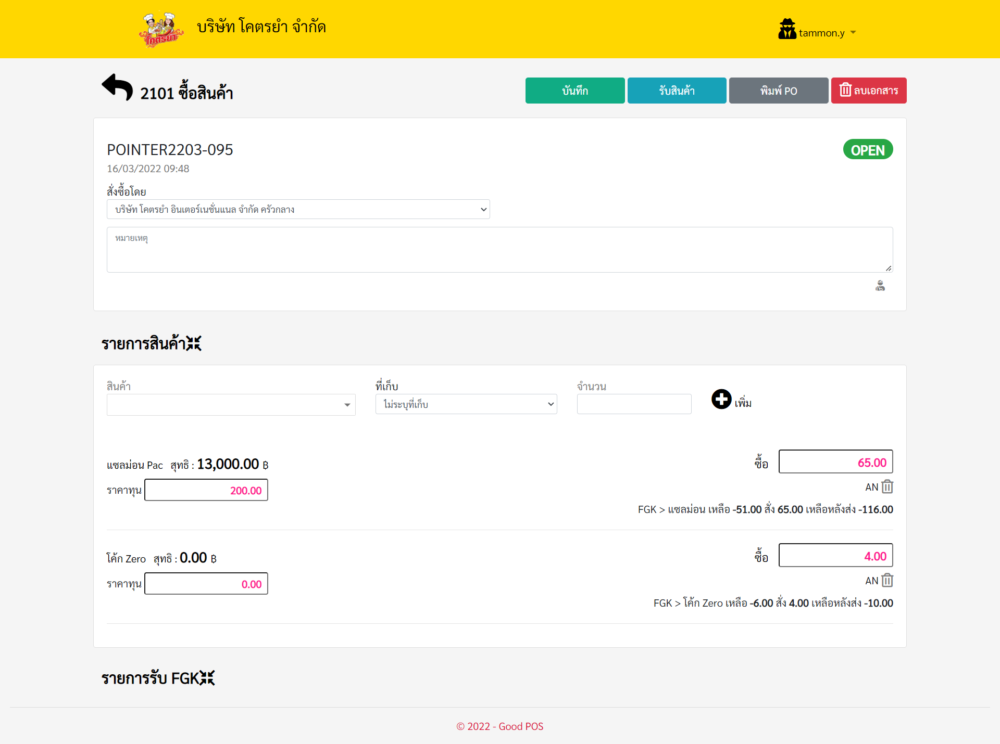 โคตรยำ
บริษัท โคตรยำ จำกัด
tammon.y
2101 ซื้อสินค้า
บันทึก
รับสินค้า
พิมพ์ PO
ลบเอกสาร
POINTER2203-095
OPEN
16/03/2022 09:48
สั่งซื้อโดย
บริษัท โคตรยำ อินเตอร์เนชั่นแนล จำกัด ครัวกลาง
หมายเหตุ
รายการสินค้า
สินค้า
ที่เก็บ
จำนวน
ไม่ระบุที่เก็บ
เพิ่ม
แซลม่อน Pac สุทธิ : 13,000.00 ฿
ซื้อ 65.00
ราคาทุน 200.00
AN
FGK > แซลม่อน เหลือ -51.00 สั่ง 65.00 เหลือหลังส่ง -116.00
โค้ก Zero สุทธิ : 0.00 ฿
ซื้อ 4.00
ราคาทุน 0.00
AN
FGK > โค้ก Zero เหลือ -6.00 สั่ง 4.00 เหลือหลังส่ง -10.00
รายการรับ FGK
© 2022 - Good POS